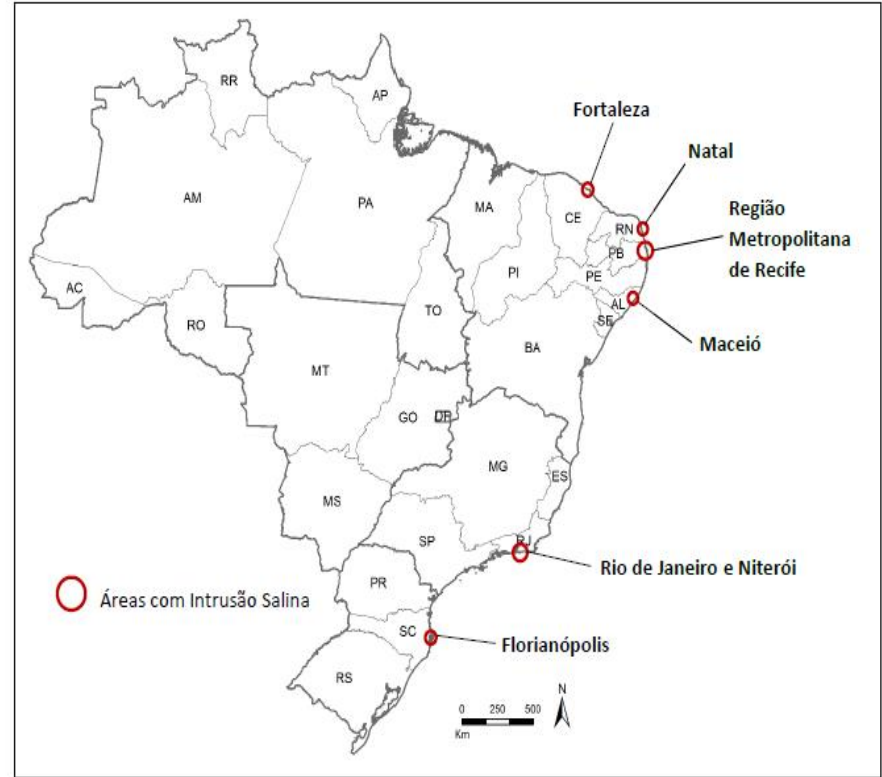 RR
AP
Fortaleza
Natal
AM
PA
MA
CE
RN
Região
Metropolitana
de Recife
PB
PI
PE
AC
TO
AL
SE
RO
Maceió
BA
MT
GO
DF
MG
ES
MS
SP
RJ
Rio de Janeiro e Niterói
PR
Áreas com Intrusão Salina
SC
Florianópolis
RS
N
0 250 500
Km